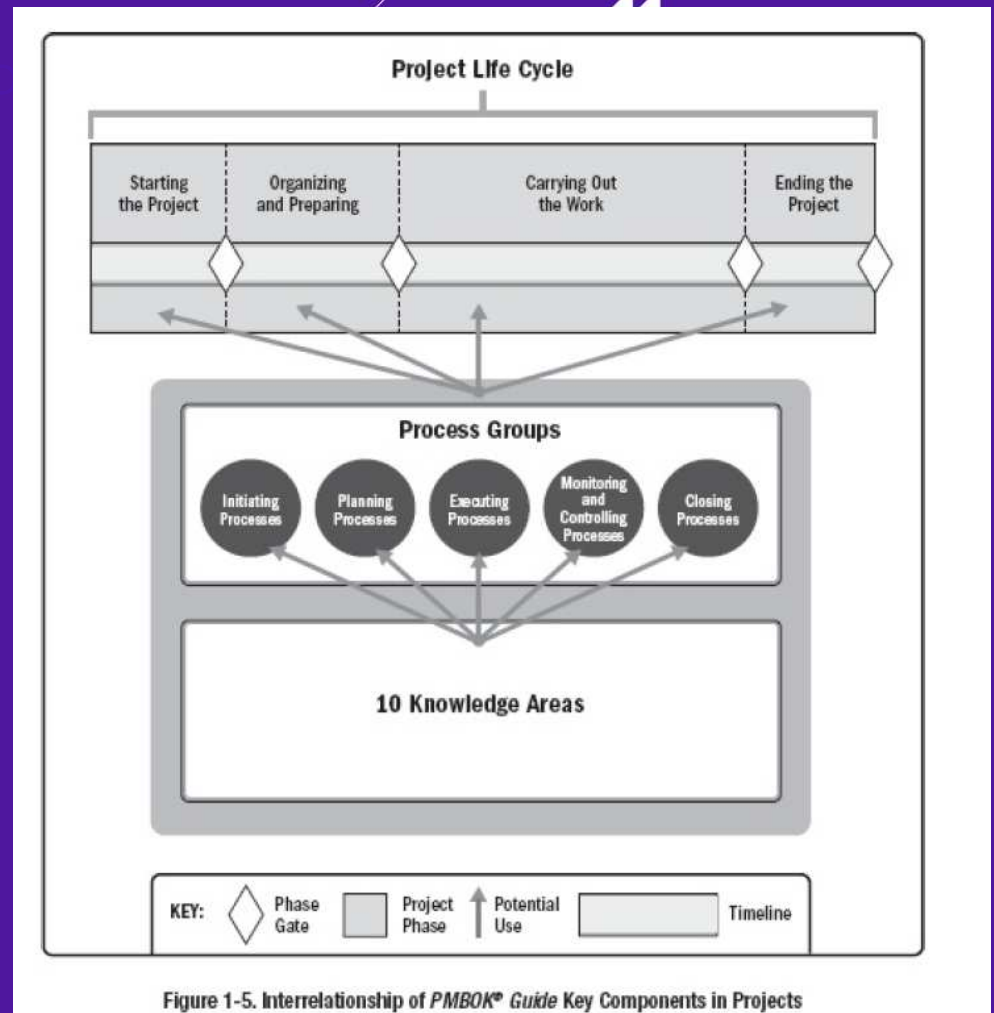 Project Life Cycle
Starting
the Project
Organizing
and Preparing
Carrying Out
the Work
Ending the
Project
Process Groups
Initiating
Processes
Planning
Processes
Executing
Processes
Monitoring
and
Controlling
Processes
Closing
Processes
10 Knowledge Areas
KEY:
Phase
Gate
Project
Phase
Potential
Use
Timeline
Figure 1-5. Interrelationship of PMBOK® Guide Key Components in Projects